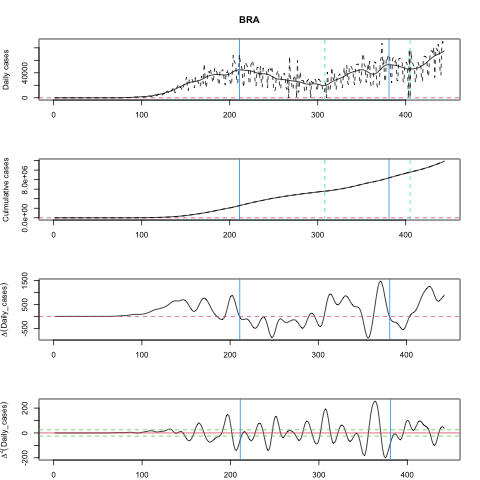 BRA
Daily cases
40000
0
0 100 200 300 400
Culmulative cases
8.0e+06
0.0e+00
0 100 200 300 400
Δ(Daily_cases)
1500
500
-500
0 100 200 300 400
Δ²(Daily_cases)
200
0
-200
0 100 200 300 400